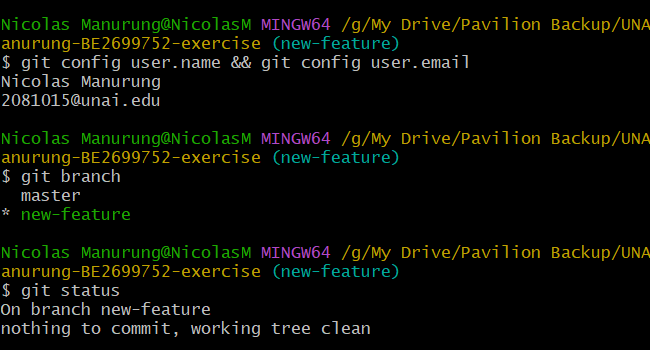 Nicolas Manurung@NicolasM MINGW64 /g/My Drive/Pavilion Backup/UNA
anurung-BE2699752-exercise (new-feature)
$ git config user.name && git config user.email
Nicolas Manurung
2081015@unai.edu
Nicolas Manurung@NicolasM MINGW64 /g/My Drive/Pavilion Backup/UNA
anurung-BE2699752-exercise (new-feature)
$ git branch
  master
* new-feature
Nicolas Manurung@NicolasM MINGW64 /g/My Drive/Pavilion Backup/UNA
anurung-BE2699752-exercise (new-feature)
$ git status
On branch new-feature
nothing to commit, working tree clean